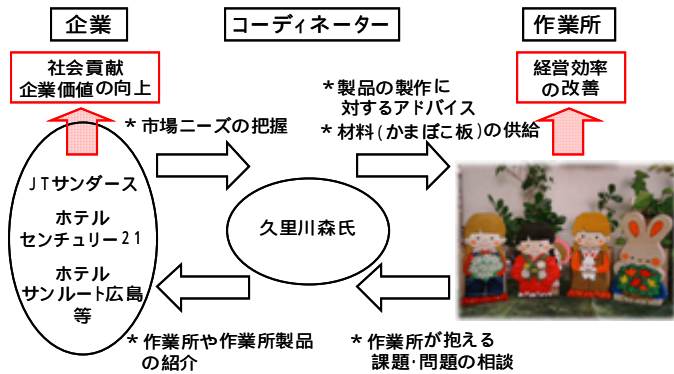 企業
コーディネーター
作業所
社会貢献
企業価値の向上
経営効率
の改善
＊市場ニーズの把握
＊製品の製作に
対するアドバイス
＊材料(かまぼこ板)の供給
JTサンダース
ホテル
センチュリー21
ホテル
サンルート広島
等
久里川森氏
＊作業所や作業所製品
の紹介
＊作業所が抱える
課題・問題の相談